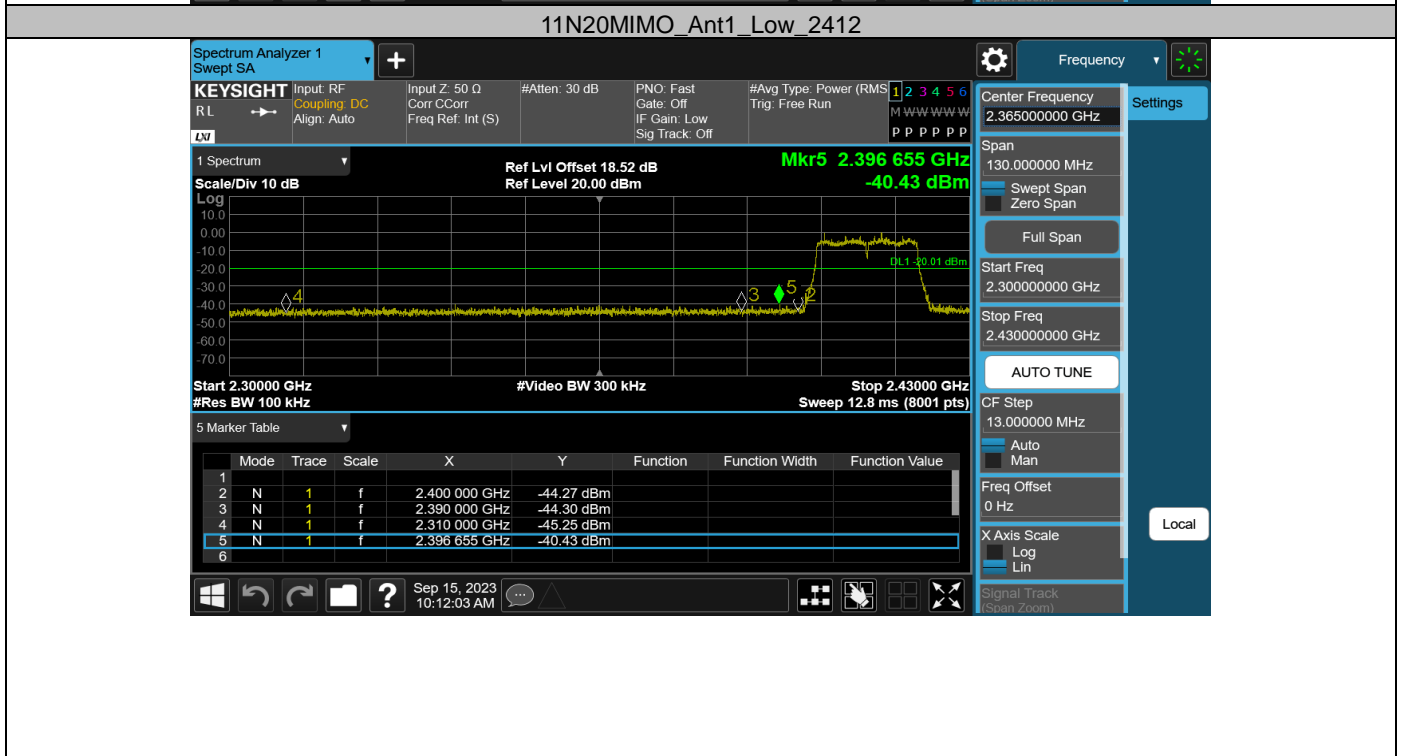 11N20MIMO_Ant1_Low_2412
Spectrum Analyzer 1
Swept SA
+
Frequency
KEYSIGHT
R L
LXI
Input: RF
Coupling: DC
Align: Auto
Input Z: 50 Ω
Corr CCorr
Freq Ref: Int (S)
#Atten: 30 dB
PNO: Fast
Gate: Off
IF Gain: Low
Sig Track: Off
#Avg Type: Power (RMS
Trig: Free Run
1 2 3 4 5 6
M W W W W W
P P P P P P
1 Spectrum
Scale/Div 10 dB
Ref Lvl Offset 18.52 dB
Ref Level 20.00 dBm
Mkr5 2.396 655 GHz
-40.43 dBm
Log
10.0
0.00
-10.0
-20.0
-30.0
-40.0
-50.0
-60.0
-70.0
DL1 -20.01 dBm
4
3
5
2
Start 2.30000 GHz
#Res BW 100 kHz
#Video BW 300 kHz
Stop 2.43000 GHz
Sweep 12.8 ms (8001 pts)
5 Marker Table
Mode Trace Scale X Y Function Function Width Function Value
1
2 N 1 f 2.400 000 GHz -44.27 dBm
3 N 1 f 2.390 000 GHz -44.30 dBm
4 N 1 f 2.310 000 GHz -45.25 dBm
5 N 1 f 2.396 655 GHz -40.43 dBm
6
?
Sep 15, 2023
10:12:03 AM
Center Frequency
2.365000000 GHz
Span
130.000000 MHz
Swept Span
Zero Span
Full Span
Start Freq
2.300000000 GHz
Stop Freq
2.430000000 GHz
AUTO TUNE
CF Step
13.000000 MHz
Auto
Man
Freq Offset
0 Hz
X Axis Scale
Log
Lin
Signal Track
(Span Zoom)
Settings
Local